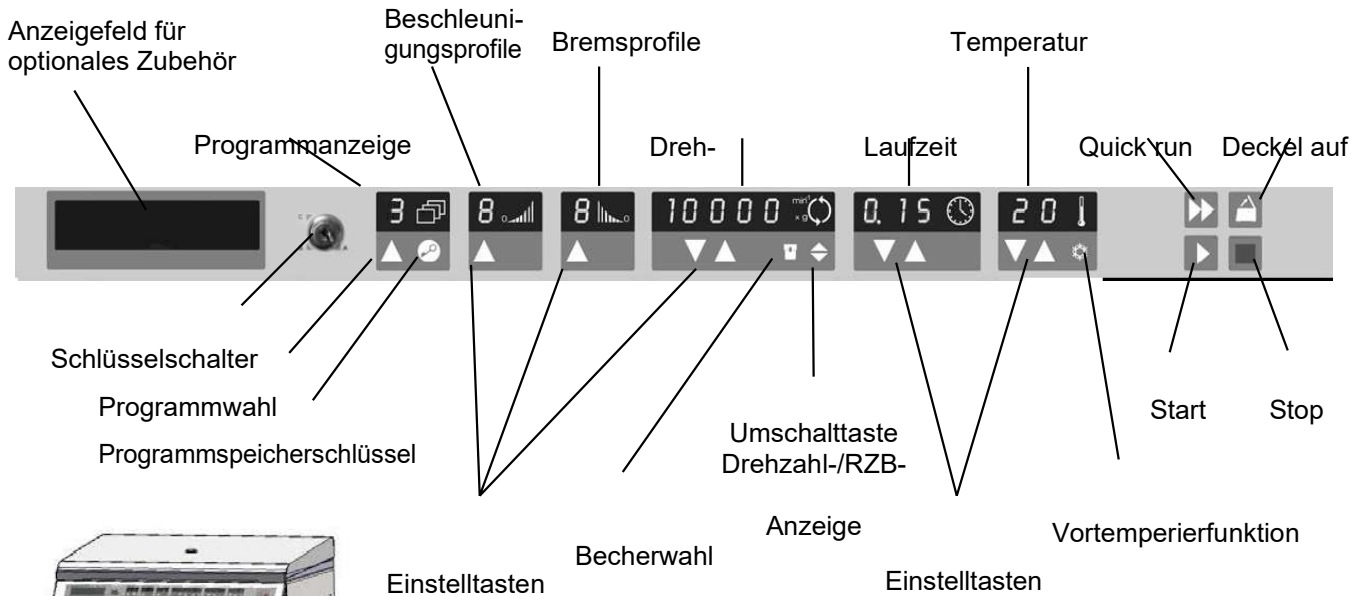 Anzeigefeld für
optionales Zubehör
Beschleuni-
gungsprofile
Bremsprofile
Temperatur
Programmanzeige
Dreh-
Laufzeit
Quick run
Deckel auf
3
8
8
10000
min⁻¹
x g
0.15
20
Schlüsselschalter
Programmwahl
Programmspeicherschlüssel
Umschalttaste
Drehzahl-/RZB-
Anzeige
Start
Stop
Becherwahl
Vortemperierfunktion
Einstelltasten
Einstelltasten